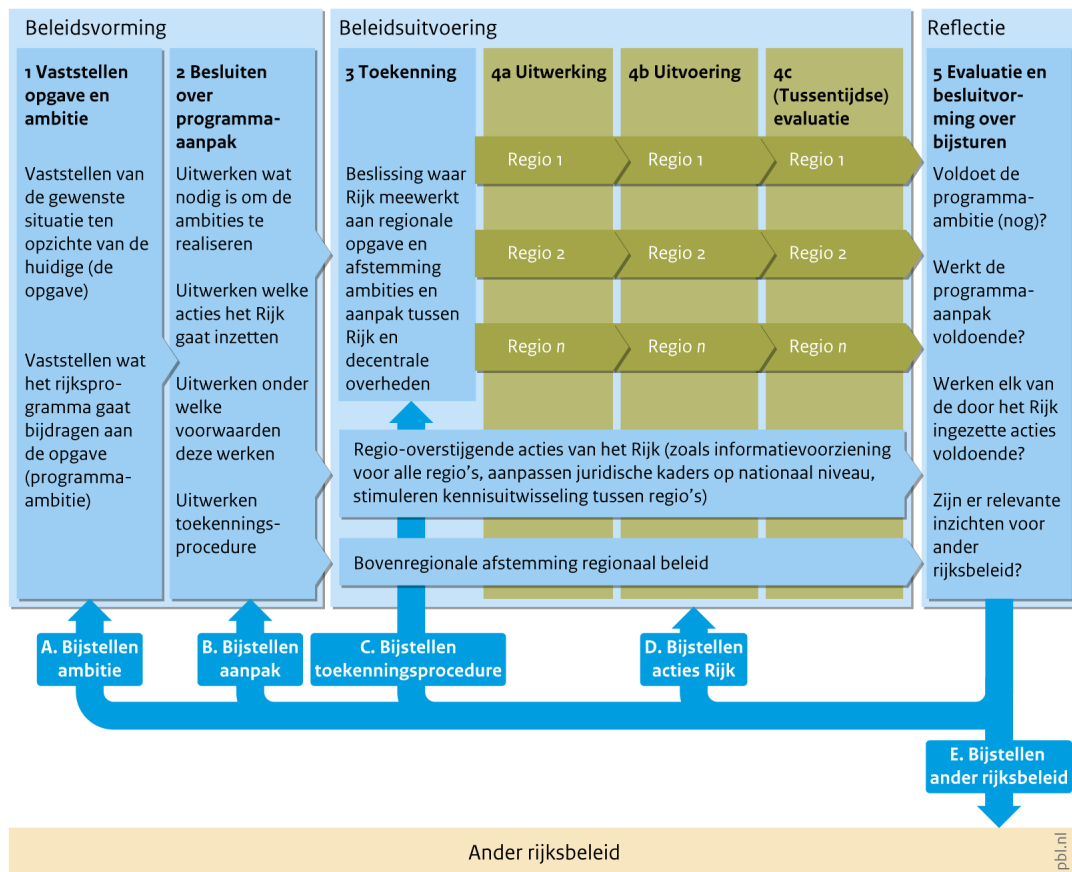 Beleidsvorming
1 Vaststellen
opgave en
ambitie
Vaststellen van
de gewenste
situatie ten
opzichte van de
huidige (de
opgave)
Vaststellen wat
het rijkspro-
gramma gaat
bijdragen aan
de opgave
(programma-
ambitie)
2 Besluiten
over
programma-
aanpak
Uitwerken wat
nodig is om de
ambities te
realiseren
Uitwerken welke
acties het Rijk
gaat inzetten
Uitwerken onder
welke
voorwaarden
deze werken
Uitwerken
toekennings-
procedure
Beleidsuitvoering
3 Toekenning
Beslissing waar
Rijk meewerkt
aan regionale
opgave en
afstemming
ambities en
aanpak tussen
Rijk en
decentrale
overheden
4a Uitwerking
4b Uitvoering
4c
(Tussentijdse)
evaluatie
Regio 1
Regio 1
Regio 1
Regio 2
Regio 2
Regio 2
Regio n
Regio n
Regio n
Regio-overstijgende acties van het Rijk (zoals informatievoorziening
voor alle regio's, aanpassen juridische kaders op nationaal niveau,
stimuleren kennisuitwisseling tussen regio's)
Bovenregionale afstemming regionaal beleid
Reflectie
5 Evaluatie en
besluitvor-
ming over
bijsturen
Voldoet de
programma-
ambitie (nog)?
Werkt de
programma-
aanpak
voldoende?
Werken elk van
de door het Rijk
ingezette acties
voldoende?
Zijn er relevante
inzichten voor
ander
rijksbeleid?
A. Bijstellen
ambitie
B. Bijstellen
aanpak
C. Bijstellen
toekenningsprocedure
D. Bijstellen
acties Rijk
E. Bijstellen
ander rijksbeleid
Ander rijksbeleid
pbl.nl